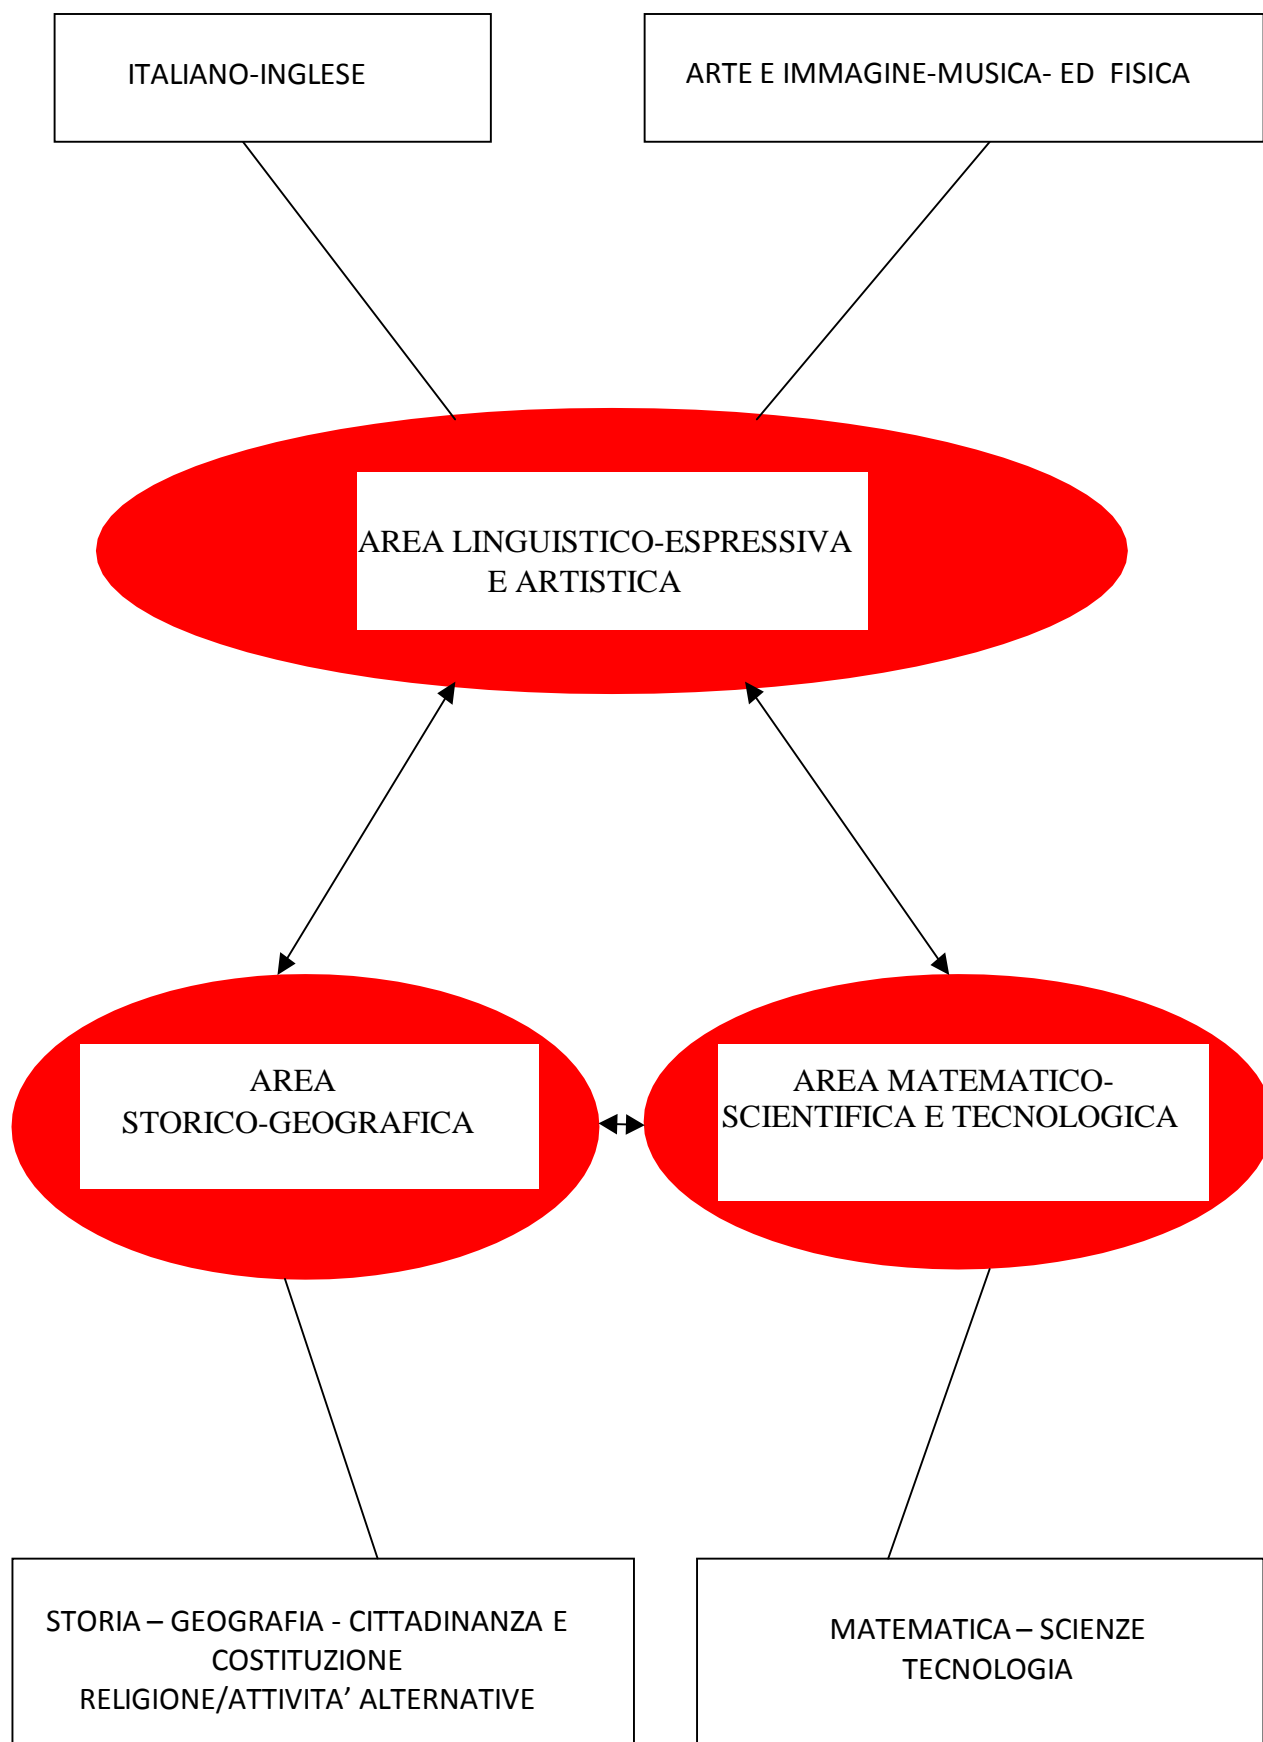 ITALIANO-INGLESE
ARTE E IMMAGINE-MUSICA- ED  FISICA
AREA LINGUISTICO-ESPRESSIVA
E ARTISTICA
AREA
STORICO-GEOGRAFICA
AREA MATEMATICO-
SCIENTIFICA E TECNOLOGICA
STORIA – GEOGRAFIA - CITTADINANZA E
COSTITUZIONE
RELIGIONE/ATTIVITA’ ALTERNATIVE
MATEMATICA – SCIENZE
TECNOLOGIA